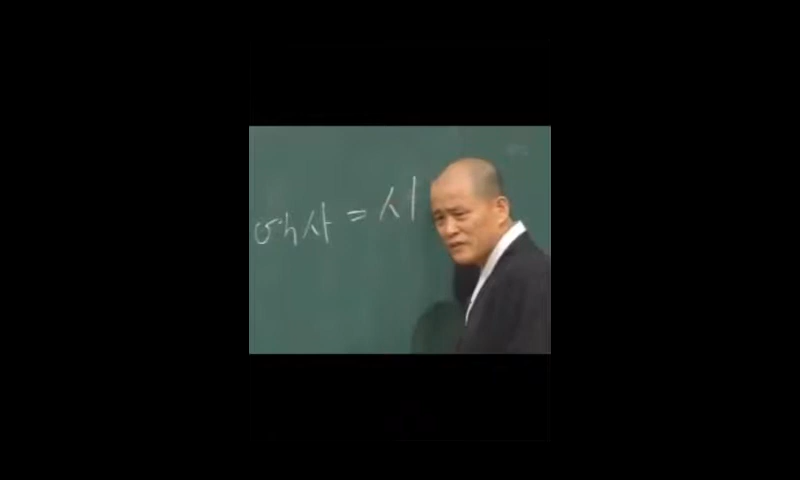 역사 = 시